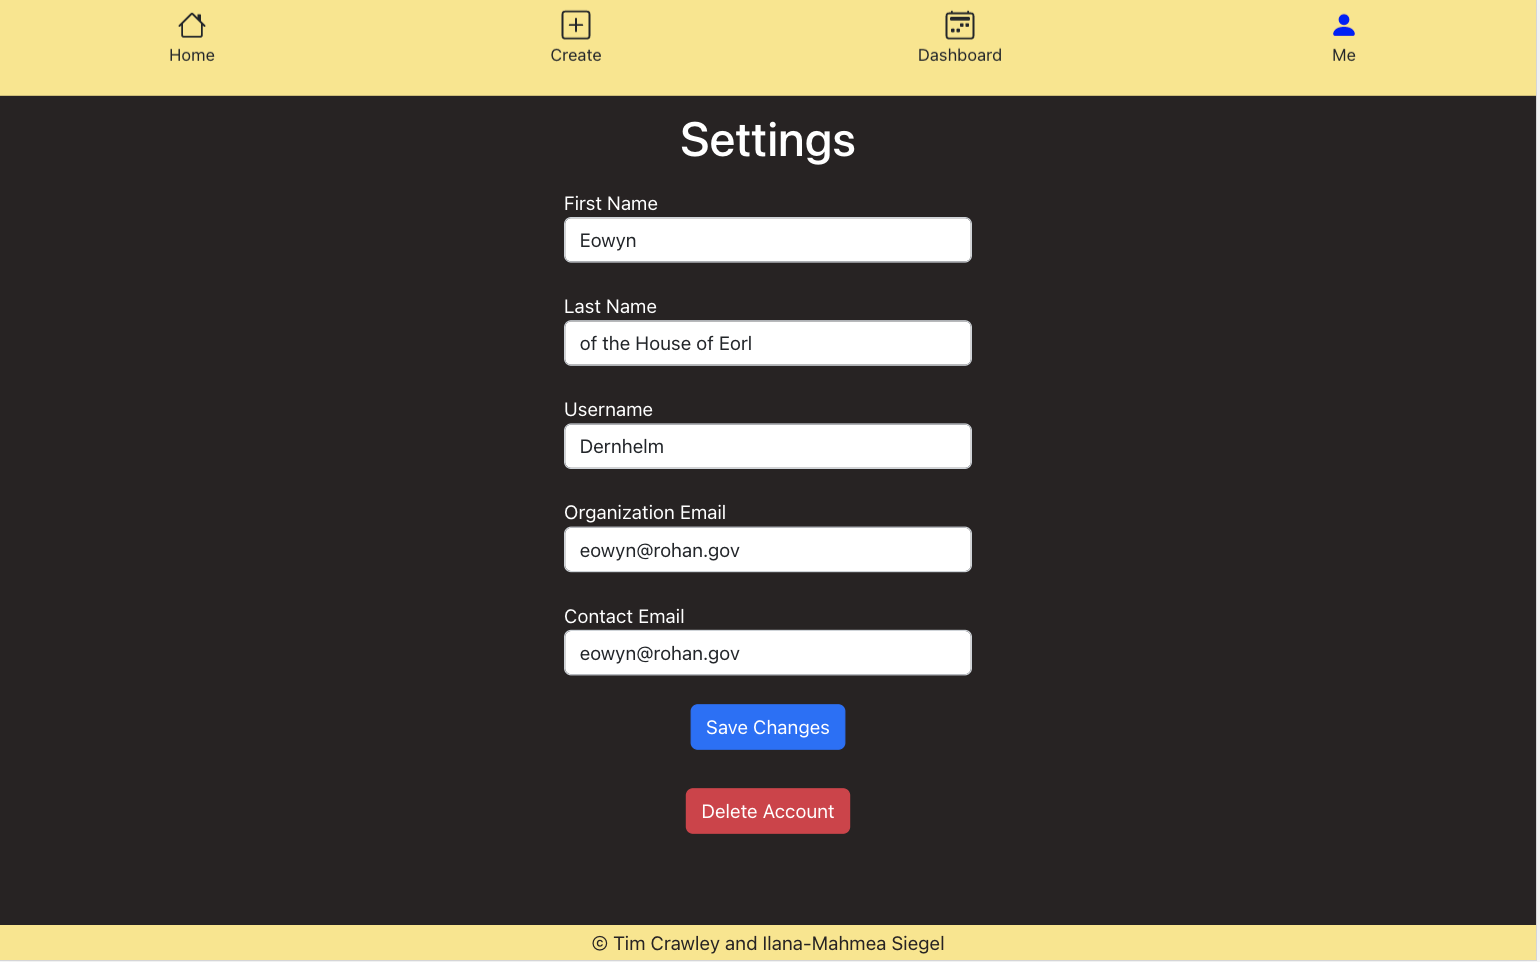 Home Create Dashboard Me
Settings
First Name
Eowyn
Last Name
of the House of Eorl
Username
Dernhelm
Organization Email
eowyn@rohan.gov
Contact Email
eowyn@rohan.gov
Save Changes
Delete Account
© Tim Crawley and Ilana-Mahmea Siegel